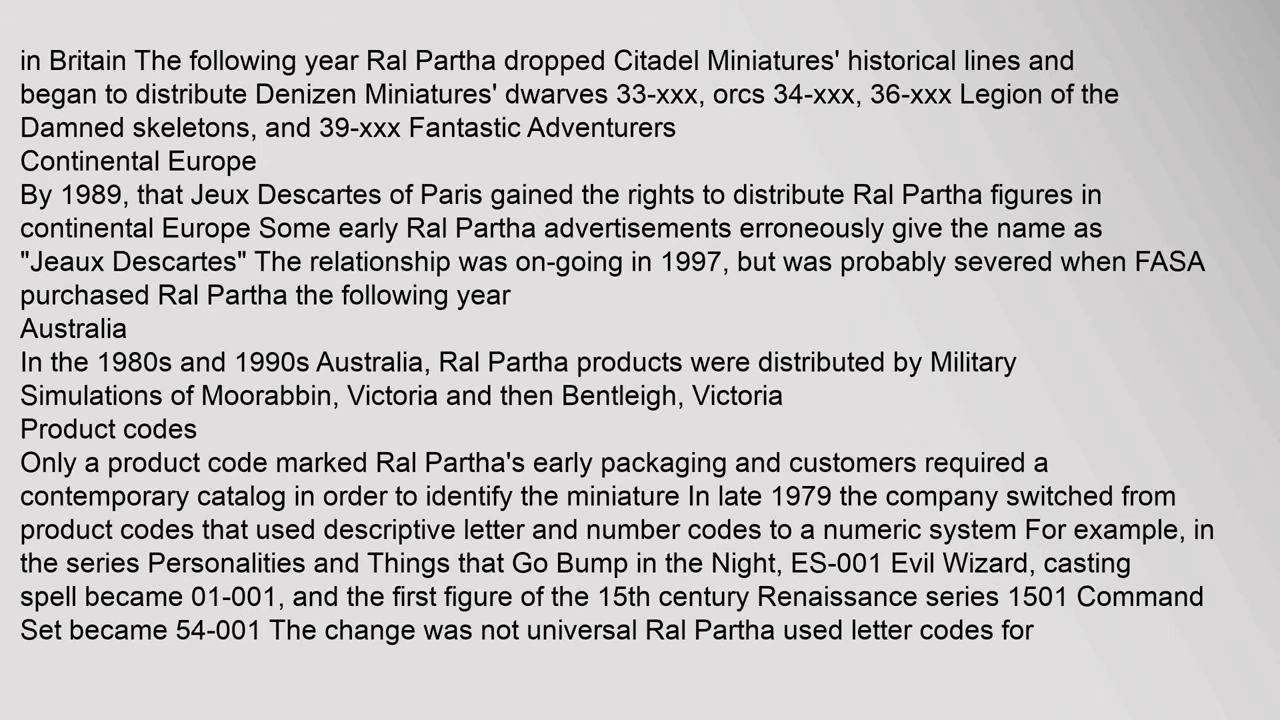 in Britain The following year Ral Partha dropped Citadel Miniatures' historical lines and
began to distribute Denizen Miniatures' dwarves 33-xxx, orcs 34-xxx, 36-xxx Legion of the
Damned skeletons, and 39-xxx Fantastic Adventurers
Continental Europe
By 1989, that Jeux Descartes of Paris gained the rights to distribute Ral Partha figures in
continental Europe Some early Ral Partha advertisements erroneously give the name as
"Jeaux Descartes" The relationship was on-going in 1997, but was probably severed when FASA
purchased Ral Partha the following year
Australia
In the 1980s and 1990s Australia, Ral Partha products were distributed by Military
Simulations of Moorabbin, Victoria and then Bentleigh, Victoria
Product codes
Only a product code marked Ral Partha's early packaging and customers required a
contemporary catalog in order to identify the miniature In late 1979 the company switched from
product codes that used descriptive letter and number codes to a numeric system For example, in
the series Personalities and Things that Go Bump in the Night, ES-001 Evil Wizard, casting
spell became 01-001, and the first figure of the 15th century Renaissance series 1501 Command
Set became 54-001 The change was not universal Ral Partha used letter codes for